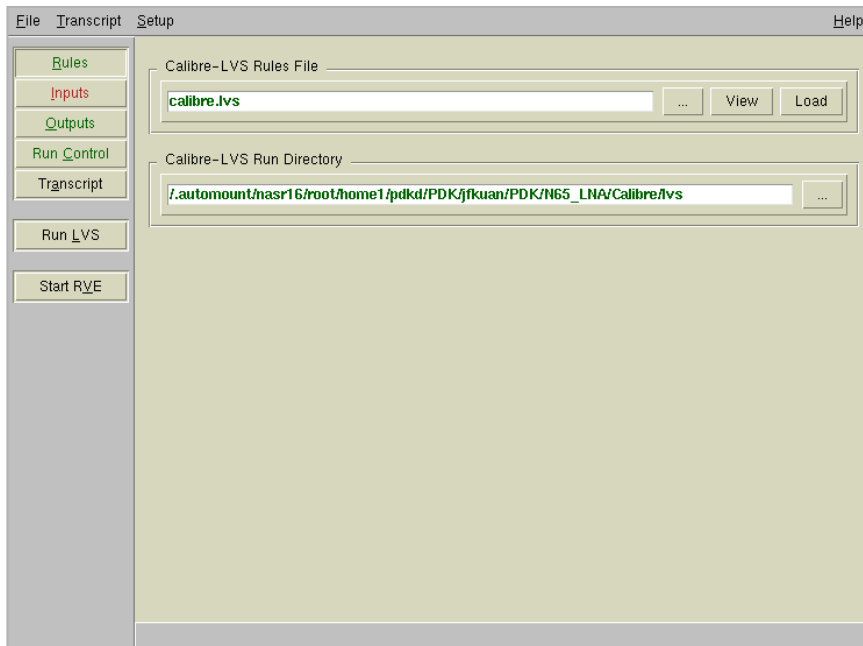 File Transcript Setup Help
Rules
Inputs
Outputs
Run Control
Transcript
Run LVS
Start RVE
Calibre-LVS Rules File
calibre.lvs ... View Load
Calibre-LVS Run Directory
/.automount/nasr16/root/home1/pdkd/PDK/jfkuan/PDK/N65_LNA/Calibre/lvs ...